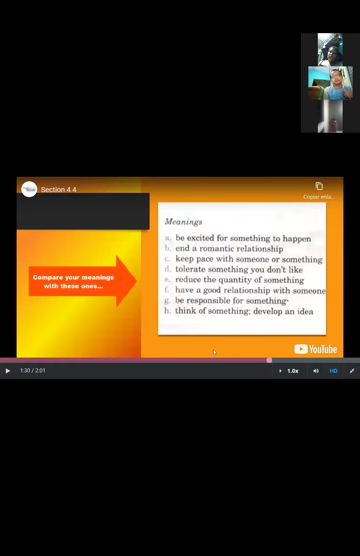 Section 4.4
Copiar enla...
Meanings
a. be excited for something to happen
b. end a romantic relationship
c. keep pace with someone or something
d. tolerate something you don't like
e. reduce the quantity of something
f. have a good relationship with someone
g. be responsible for something
h. think of something; develop an idea
Compare your meanings
with these ones...
YouTube
1:30 / 2:01
1.0x
HD